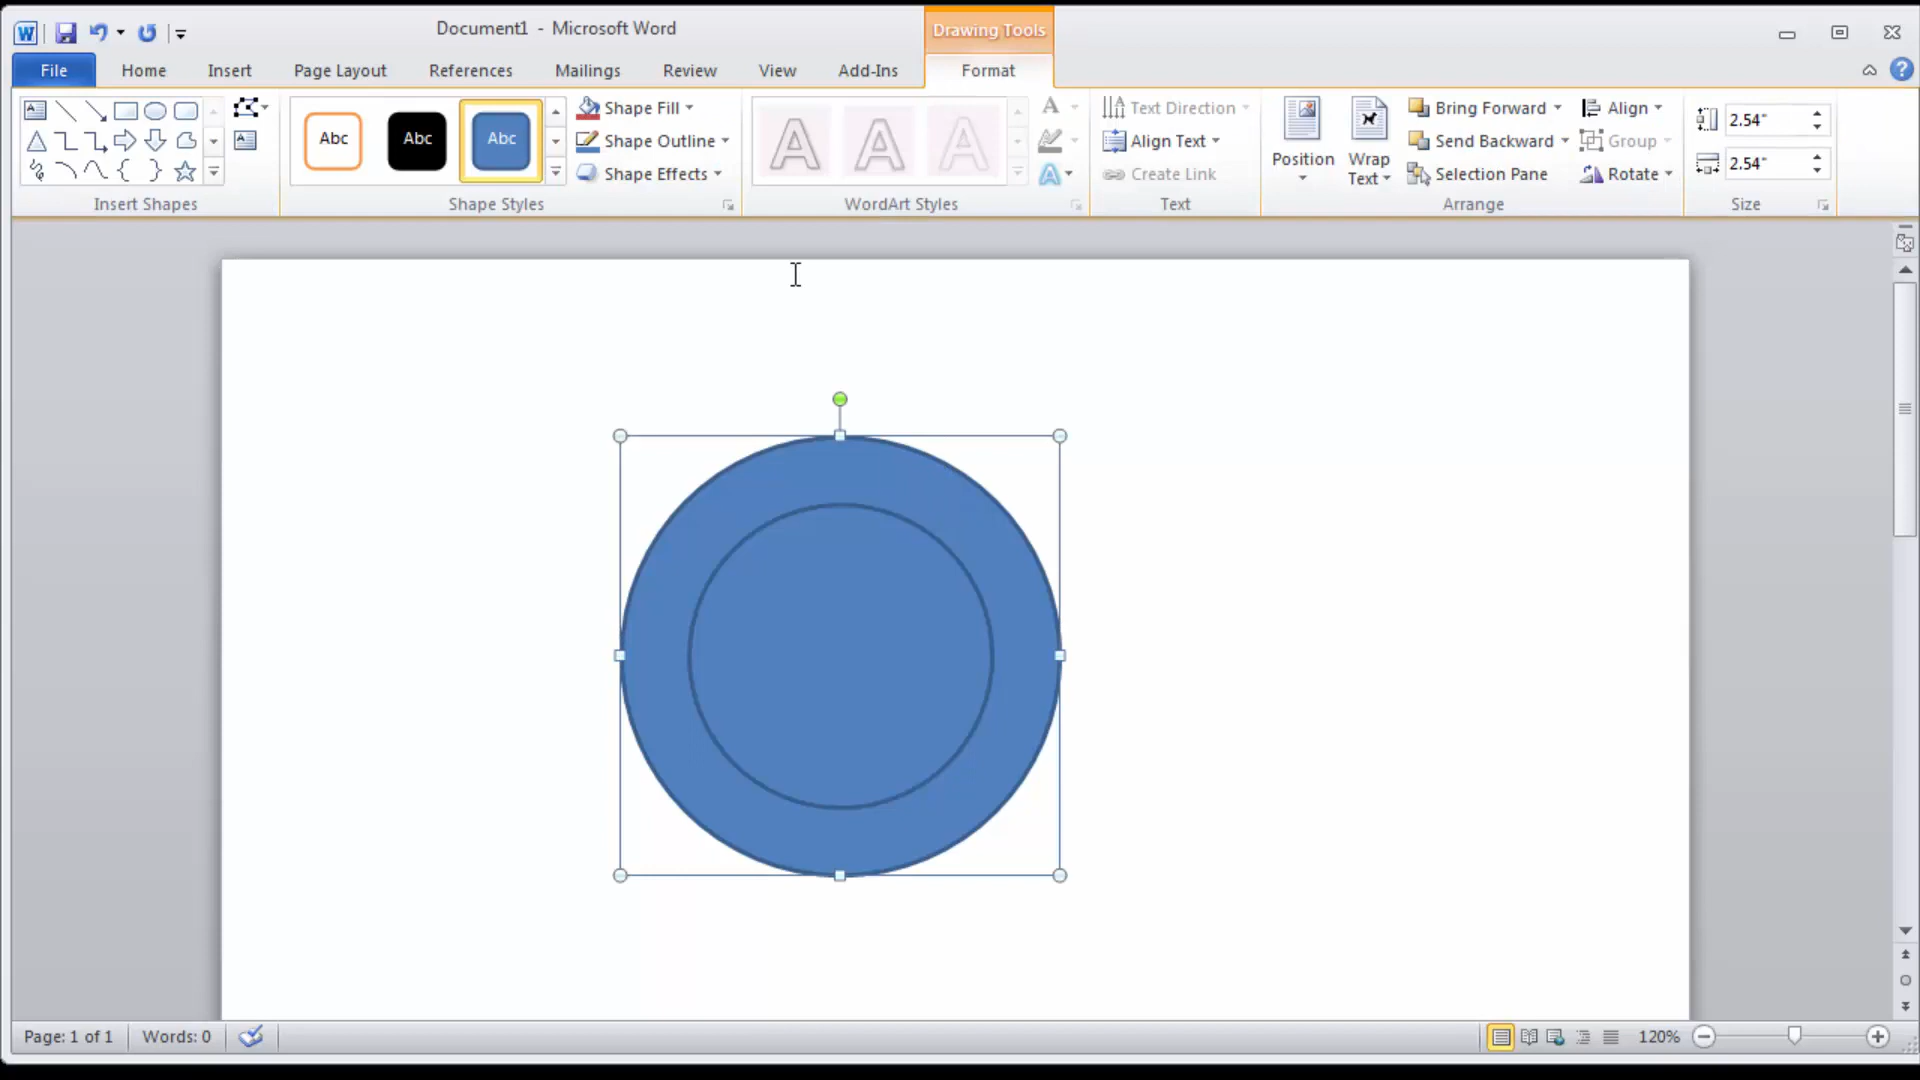 Document1 - Microsoft Word
Drawing Tools
File Home Insert Page Layout References Mailings Review View Add-Ins Format
Abc Abc Abc
Shape Fill
Shape Outline
Shape Effects
A A A
Text Direction
Align Text
Create Link
Position
Wrap
Text
Bring Forward
Send Backward
Selection Pane
Align
Group
Rotate
2.54"
2.54"
Insert Shapes Shape Styles WordArt Styles Text Arrange Size
Page: 1 of 1 Words: 0 120%